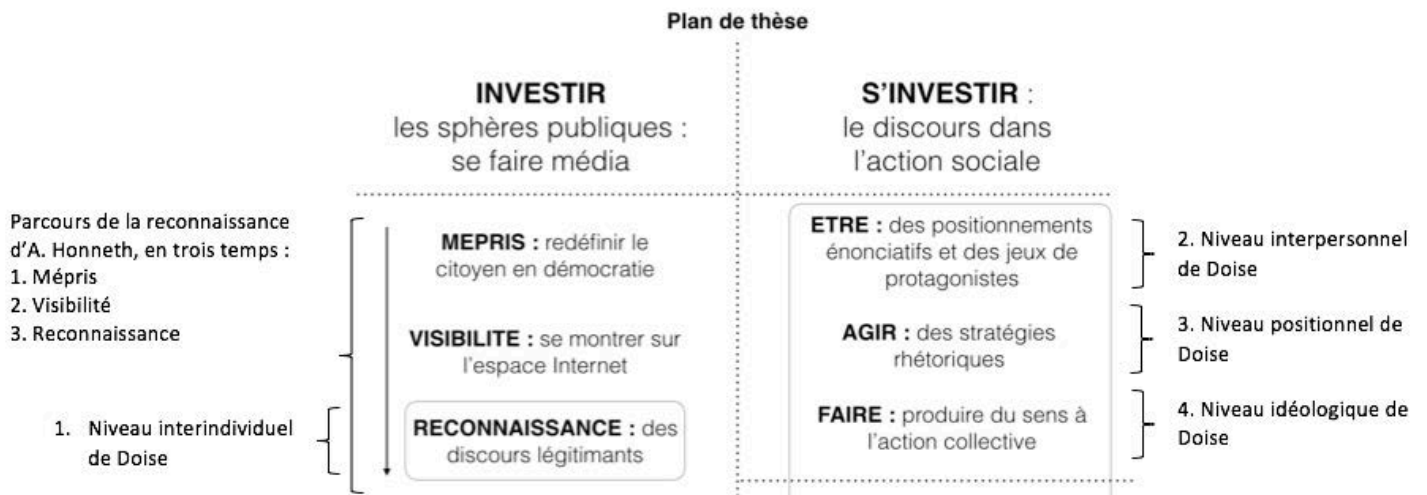 Plan de thèse
INVESTIR
les sphères publiques :
se faire média
S'INVESTIR :
le discours dans
l'action sociale
Parcours de la reconnaissance
d'A. Honneth, en trois temps :
1. Mépris
2. Visibilité
3. Reconnaissance
1. Niveau interindividuel
de Doise
MEPRIS : redéfinir le
citoyen en démocratie
VISIBILITE : se montrer sur
l'espace Internet
RECONNAISSANCE : des
discours légitimants
ETRE : des positionnements
énonciatifs et des jeux de
protagonistes
AGIR : des stratégies
rhétoriques
FAIRE : produire du sens à
l'action collective
2. Niveau interpersonnel
de Doise
3. Niveau positionnel de
Doise
4. Niveau idéologique de
Doise